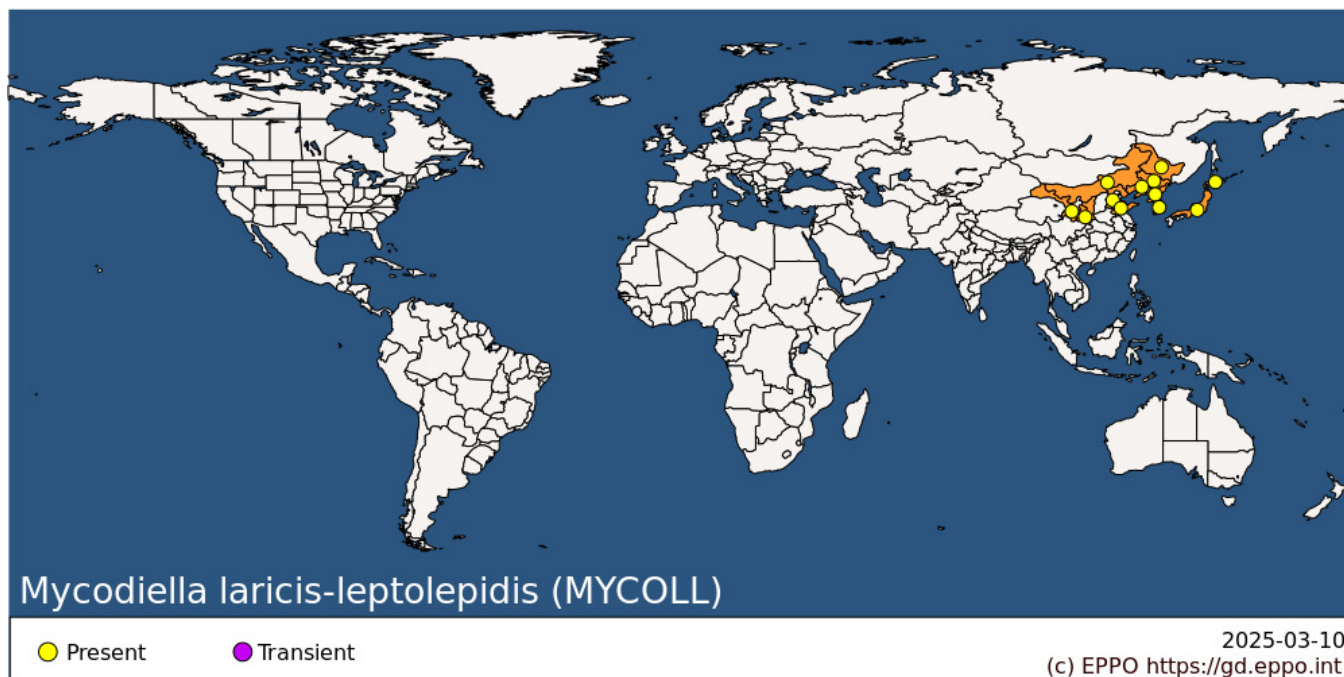 Mycodiella laricis-leptolepidis (MYCOLL)
Present
Transient
2025-03-10
(c) EPPO https://gd.eppo.int